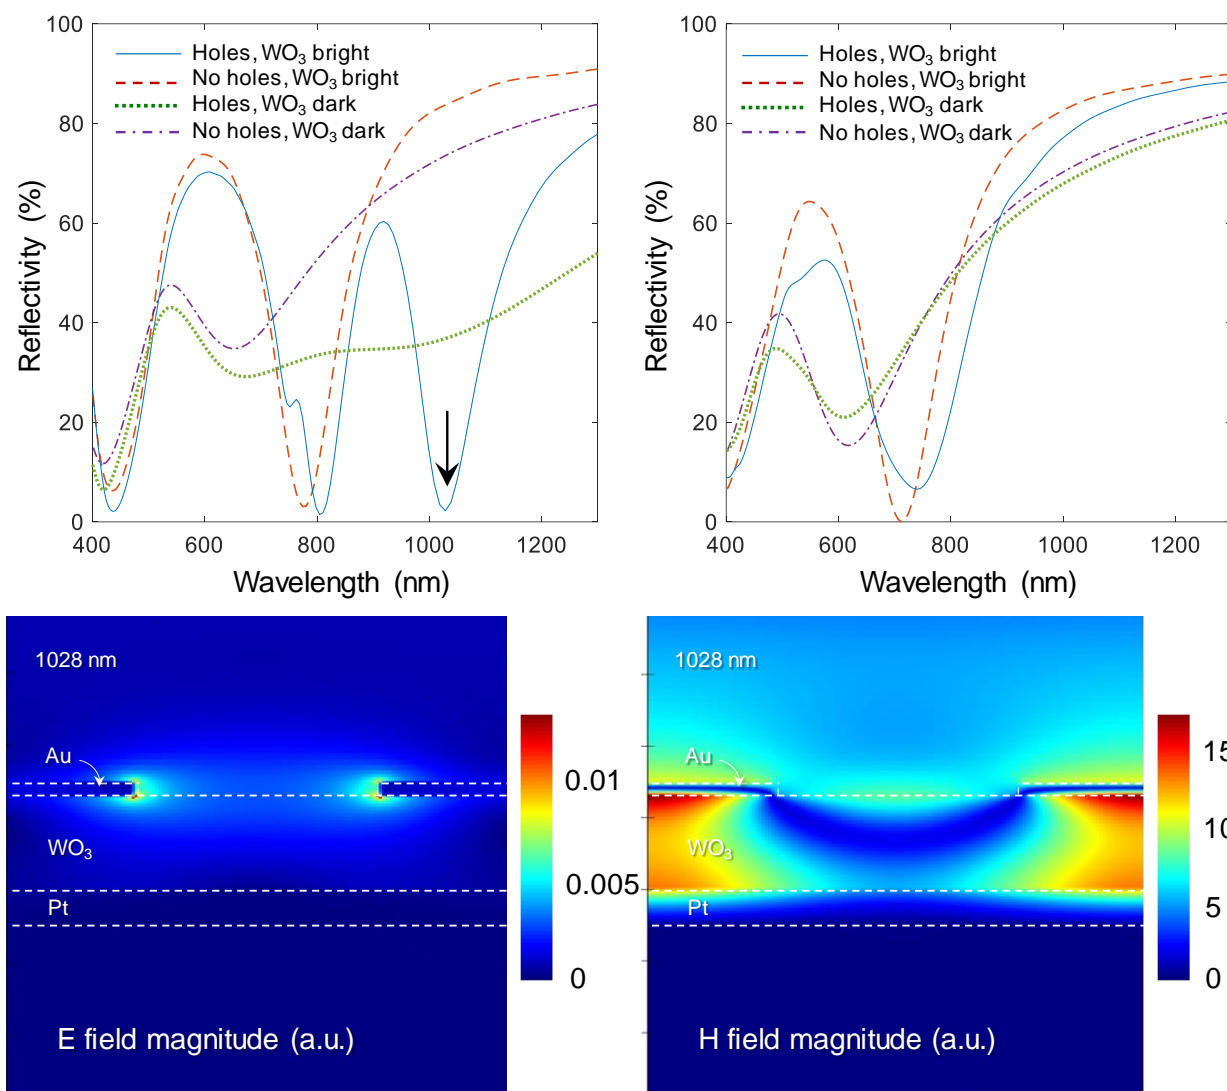 100
80
60
40
20
0
Reflectivity (%)
Holes, WO₃ bright
No holes, WO₃ bright
Holes, WO₃ dark
No holes, WO₃ dark
400 600 800 1000 1200
Wavelength (nm)
100
80
60
40
20
0
Reflectivity (%)
Holes, WO₃ bright
No holes, WO₃ bright
Holes, WO₃ dark
No holes, WO₃ dark
400 600 800 1000 1200
Wavelength (nm)
1028 nm
Au
WO₃
Pt
E field magnitude (a.u.)
0.01
0.005
0
1028 nm
Au
WO₃
Pt
H field magnitude (a.u.)
15
10
5
0